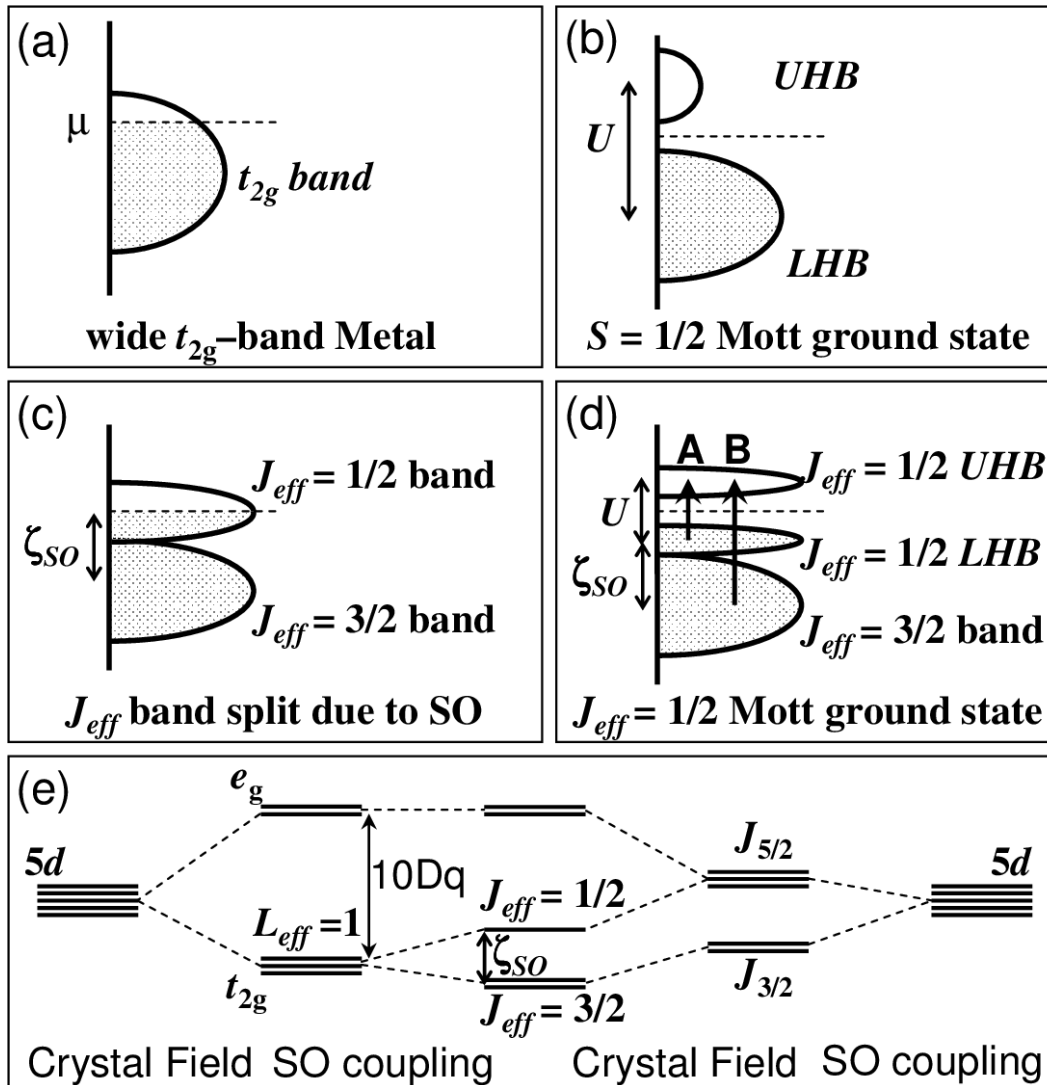 (a)
μ
t2g band
wide t2g–band Metal
(b)
UHB
U
LHB
S = 1/2 Mott ground state
(c)
Jeff = 1/2 band
ζSO
Jeff = 3/2 band
Jeff band split due to SO
(d)
A B
Jeff = 1/2 UHB
U
Jeff = 1/2 LHB
ζSO
Jeff = 3/2 band
Jeff = 1/2 Mott ground state
(e)
eg
5d
10Dq
J5/2
5d
Leff =1
Jeff = 1/2
ζSO
t2g
Jeff = 3/2
J3/2
Crystal Field SO coupling Crystal Field SO coupling